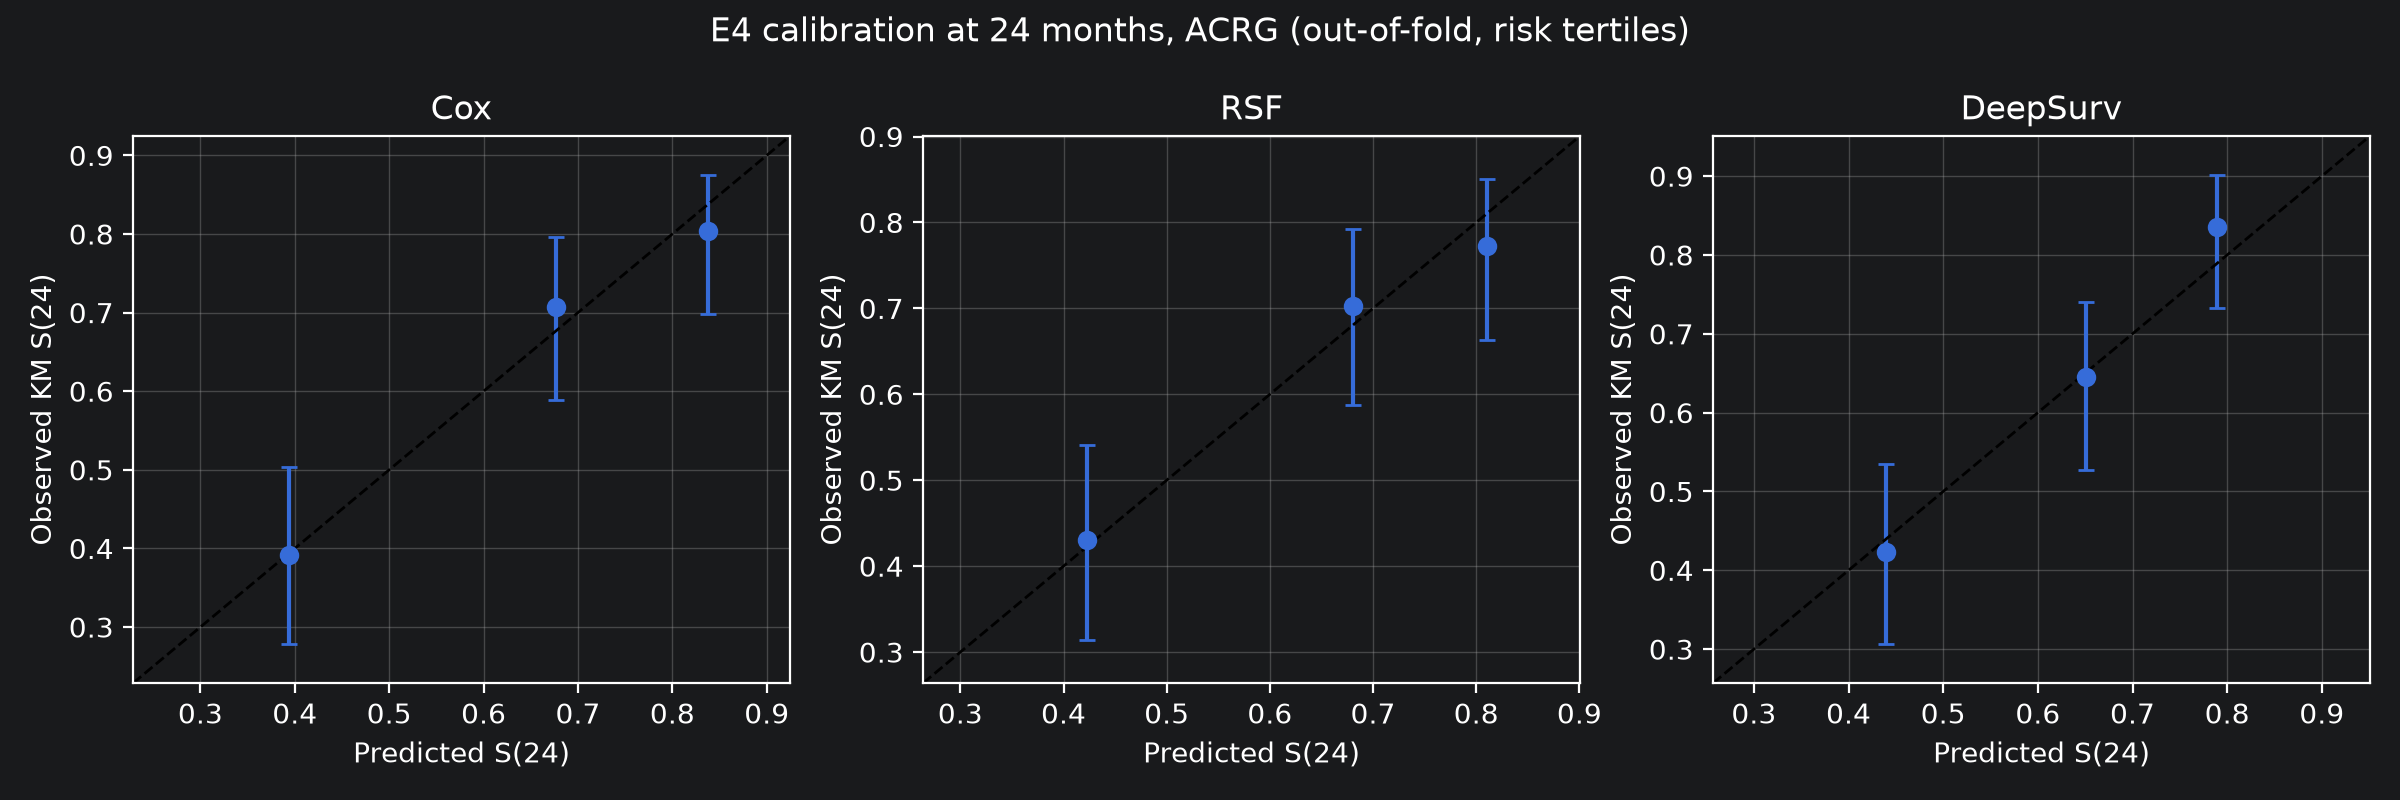 E4 calibration at 24 months, ACRG (out-of-fold, risk tertiles)
Cox
Observed KM S(24)
0.9
0.8
0.7
0.6
0.5
0.4
0.3
0.3 0.4 0.5 0.6 0.7 0.8 0.9
Predicted S(24)
RSF
Observed KM S(24)
0.9
0.8
0.7
0.6
0.5
0.4
0.3
0.3 0.4 0.5 0.6 0.7 0.8 0.9
Predicted S(24)
DeepSurv
Observed KM S(24)
0.9
0.8
0.7
0.6
0.5
0.4
0.3
0.3 0.4 0.5 0.6 0.7 0.8 0.9
Predicted S(24)